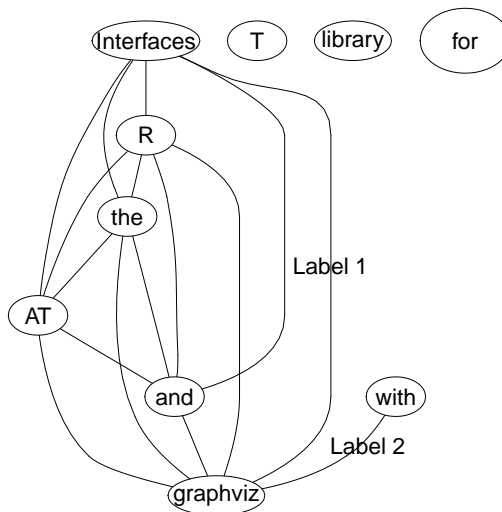 Interfaces T library for
R
the
Label 1
AT
and with
Label 2
graphviz